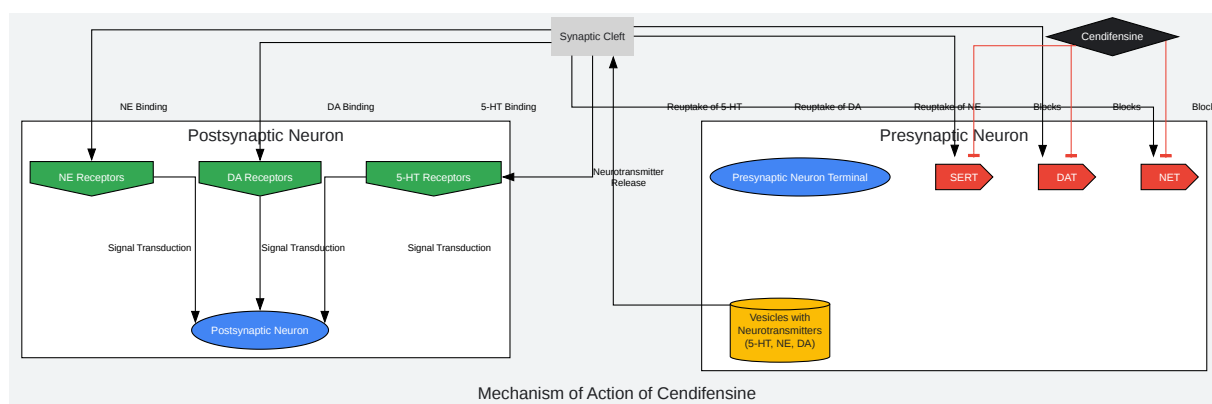 Synaptic Cleft
Cendifensine
NE Binding
DA Binding
5-HT Binding
Reuptake of 5-HT
Reuptake of DA
Reuptake of NE
Blocks
Blocks
Block
Postsynaptic Neuron
Presynaptic Neuron
NE Receptors
DA Receptors
5-HT Receptors
Neurotransmitter
Release
Presynaptic Neuron Terminal
SERT
DAT
NET
Signal Transduction
Signal Transduction
Signal Transduction
Postsynaptic Neuron
Vesicles with
Neurotransmitters
(5-HT, NE, DA)
Mechanism of Action of Cendifensine